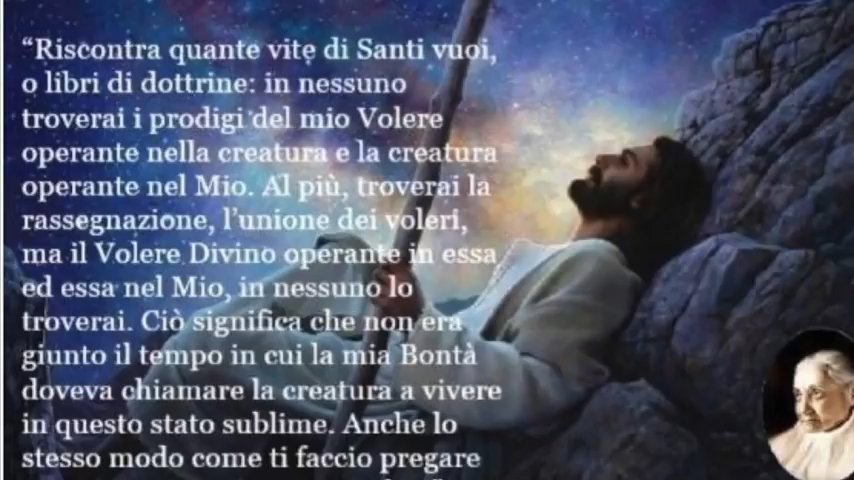 “Riscontra quante vite di Santi vuoi,
o libri di dottrine: in nessuno
troverai i prodigi del mio Volere
operante nella creatura e la creatura
operante nel Mio. Al più, troverai la
rassegnazione, l’unione dei voleri,
ma il Volere Divino operante in essa
ed essa nel Mio, in nessuno lo
troverai. Ciò significa che non era
giunto il tempo in cui la mia Bontà
doveva chiamare la creatura a vivere
in questo stato sublime. Anche lo
stesso modo come ti faccio pregare